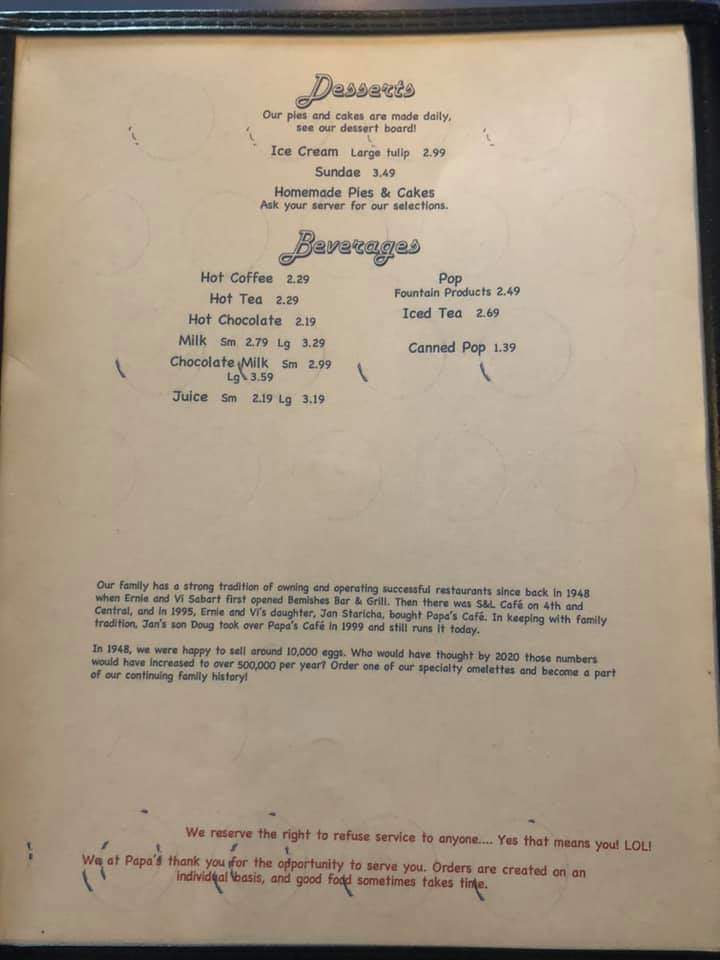 Desserts
Our pies and cakes are made daily,
see our dessert board!
Ice Cream Large tulip 2.99
Sundae 3.49
Homemade Pies & Cakes
Ask your server for our selections.
Beverages
Hot Coffee 2.29
Hot Tea 2.29
Hot Chocolate 2.19
Milk Sm 2.79 Lg 3.29
Chocolate Milk Sm 2.99
Lg 3.59
Juice Sm 2.19 Lg 3.19
Pop
Fountain Products 2.49
Iced Tea 2.69
Canned Pop 1.39
Our family has a strong tradition of owning and operating successful restaurants since back in 1948
when Ernie and Vi Sabart first opened Bemishes Bar & Grill. Then there was S&L Café on 4th and
Central, and in 1995, Ernie and Vi's daughter, Jan Staricha, bought Papa's Café. In keeping with family
tradition, Jan's son Doug took over Papa's Café in 1999 and still runs it today.
In 1948, we were happy to sell around 10,000 eggs. Who would have thought by 2020 those numbers
would have increased to over 500,000 per year? Order one of our specialty omelettes and become a part
of our continuing family history!
We reserve the right to refuse service to anyone.... Yes that means you! LOL!
We at Papa's thank you for the opportunity to serve you. Orders are created on an
individual basis, and good food sometimes takes time.